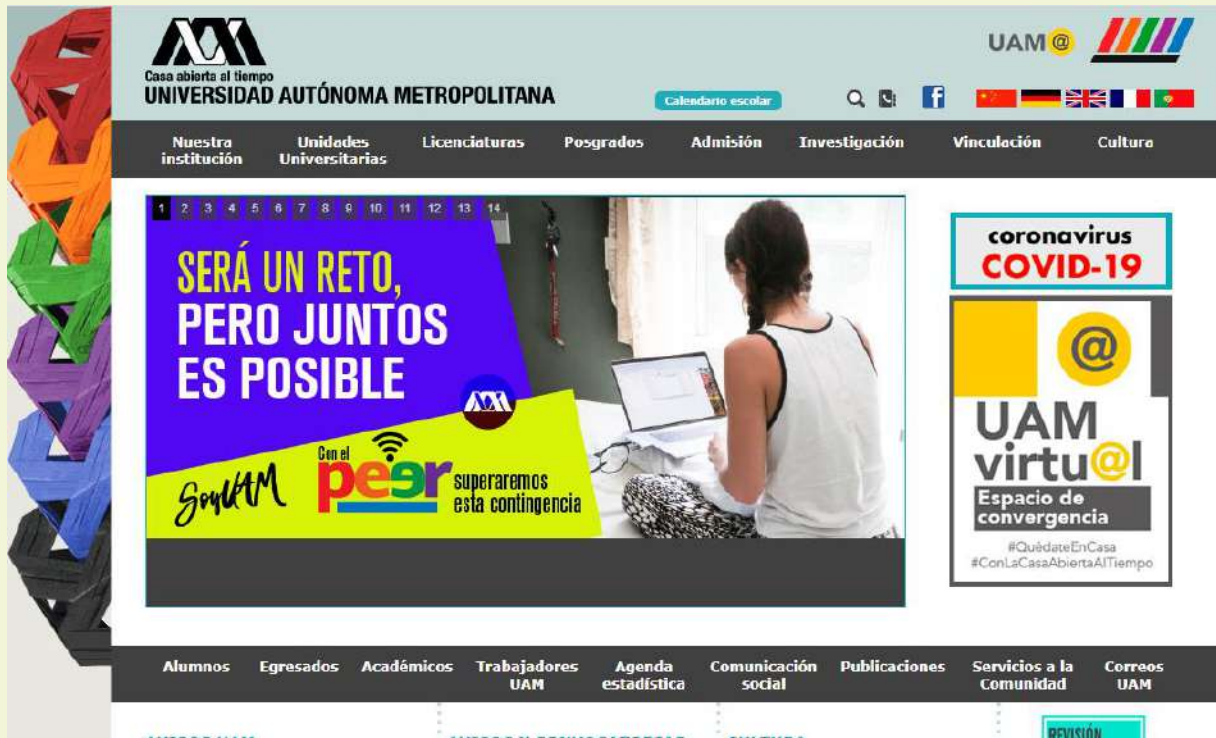 Casa abierta al tiempo
UNIVERSIDAD AUTÓNOMA METROPOLITANA
UAM@
Calendario escolar
Nuestra institución
Unidades Universitarias
Licenciaturas
Posgrados
Admisión
Investigación
Vinculación
Cultura
1 2 3 4 5 6 7 8 9 10 11 12 13 14
SERÁ UN RETO,
PERO JUNTOS
ES POSIBLE
SoyUAM
Con el
peer
superaremos
esta contingencia
coronavirus
COVID-19
@
UAM
virtu@l
Espacio de
convergencia
#QuédateEnCasa
#ConLaCasaAbiertaAlTiempo
Alumnos
Egresados
Académicos
Trabajadores
UAM
Agenda
estadística
Comunicación
social
Publicaciones
Servicios a la
Comunidad
Correos
UAM
REVISIÓN